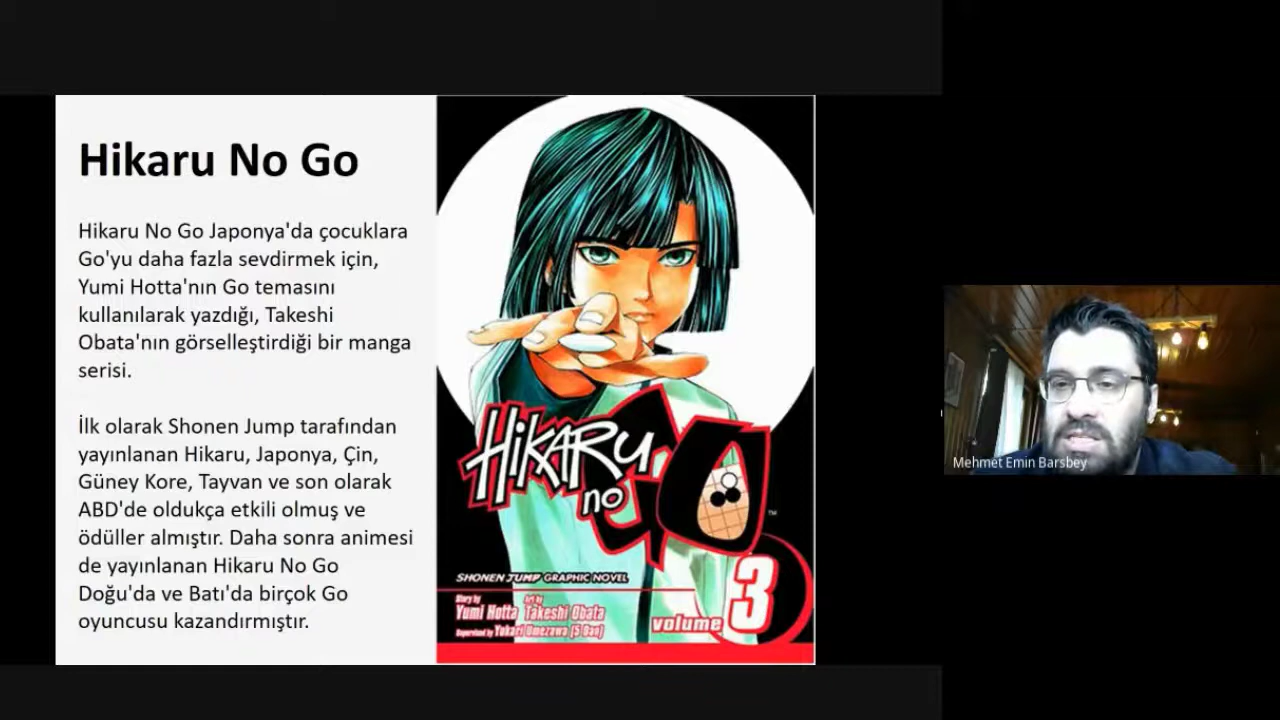 Hikaru No Go
Hikaru No Go Japonya'da çocuklara
Go'yu daha fazla sevdirmek için,
Yumi Hotta'nın Go temasını
kullanılarak yazdığı, Takeshi
Obata'nın görselleştirdiği bir manga
serisi.
İlk olarak Shonen Jump tarafından
yayınlanan Hikaru, Japonya, Çin,
Güney Kore, Tayvan ve son olarak
ABD'de oldukça etkili olmuş ve
ödüller almıştır. Daha sonra animesi
de yayınlanan Hikaru No Go
Doğu'da ve Batı'da birçok Go
oyuncusu kazandırmıştır.
HIKARU
no
GO
TM
SHONEN JUMP GRAPHIC NOVEL
Story by Art by
Yumi Hotta Takeshi Obata
Supervised by Yukari Umezawa (5 Dan)
volume 3
Mehmet Emin Barsbey